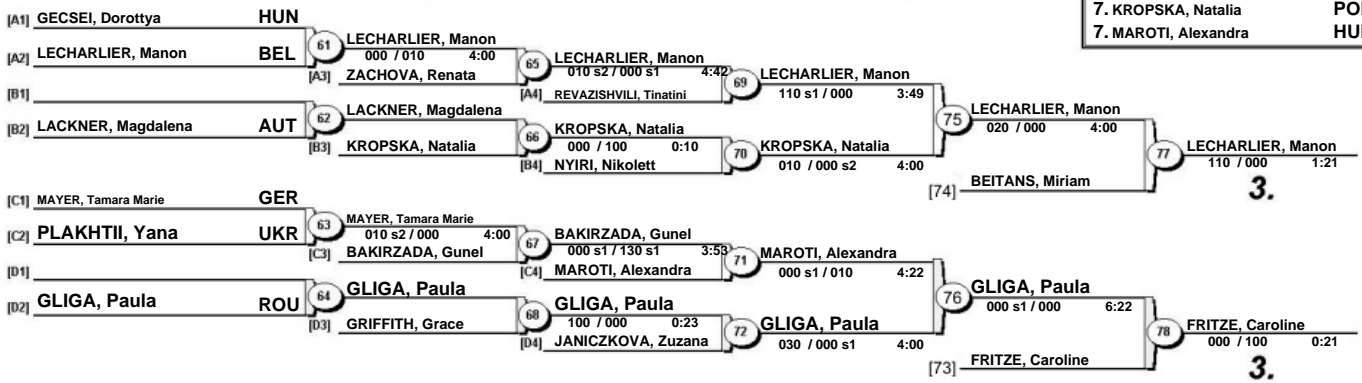 7. KROPSKA, Natalia
7. MAROTI, Alexandra
[A1] GECSEI, Dorottya HUN
[A2] LECHARLIER, Manon BEL
61 LECHARLIER, Manon
000 / 010 4:00
[A3] ZACHOVA, Renata
65 LECHARLIER, Manon
010 s2 / 000 s1 4:42
[A4] REVAZISHVILI, Tinatini
69 LECHARLIER, Manon
110 s1 / 000 3:49
[B1]
[B2] LACKNER, Magdalena AUT
62 LACKNER, Magdalena
[B3] KROPSKA, Natalia
66 KROPSKA, Natalia
000 / 100 0:10
[B4] NYIRI, Nikolett
70 KROPSKA, Natalia
010 / 000 s2 4:00
75 LECHARLIER, Manon
020 / 000 4:00
[74] BEITANS, Miriam
77 LECHARLIER, Manon
110 / 000 1:21
3.
[C1] MAYER, Tamara Marie GER
[C2] PLAKHTII, Yana UKR
63 MAYER, Tamara Marie
010 s2 / 000 4:00
[C3] BAKIRZADA, Gunel
67 BAKIRZADA, Gunel
000 s1 / 130 s1 3:53
[C4] MAROTI, Alexandra
71 MAROTI, Alexandra
000 s1 / 010 4:22
[D1]
[D2] GLIGA, Paula ROU
64 GLIGA, Paula
[D3] GRIFFITH, Grace
68 GLIGA, Paula
100 / 000 0:23
[D4] JANICZKOVA, Zuzana
72 GLIGA, Paula
030 / 000 s1 4:00
76 GLIGA, Paula
000 s1 / 000 6:22
[73] FRITZE, Caroline
78 FRITZE, Caroline
000 / 100 0:21
3.